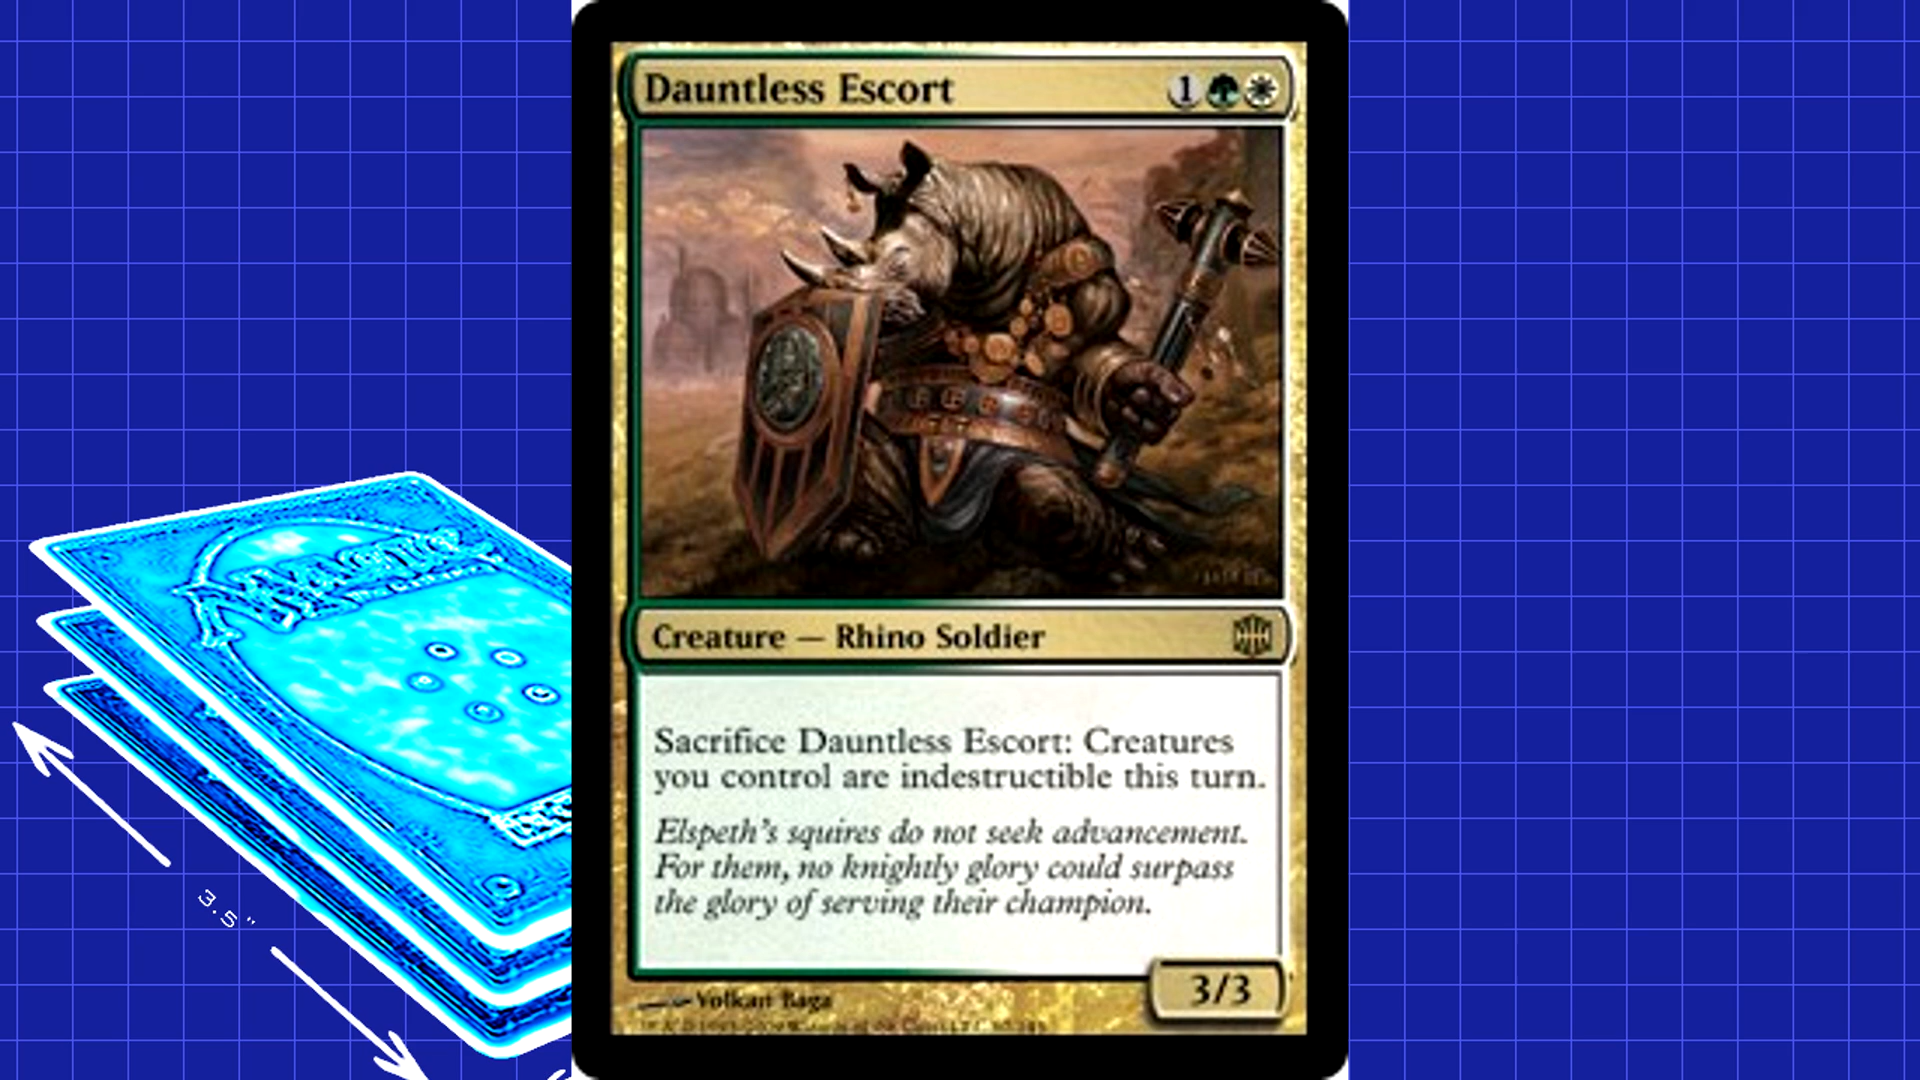 Dauntless Escort
1
Creature — Rhino Soldier
Sacrifice Dauntless Escort: Creatures
you control are indestructible this turn.
Elspeth's squires do not seek advancement.
For them, no knightly glory could surpass
the glory of serving their champion.
3/3
Volkan Baga
3.5"